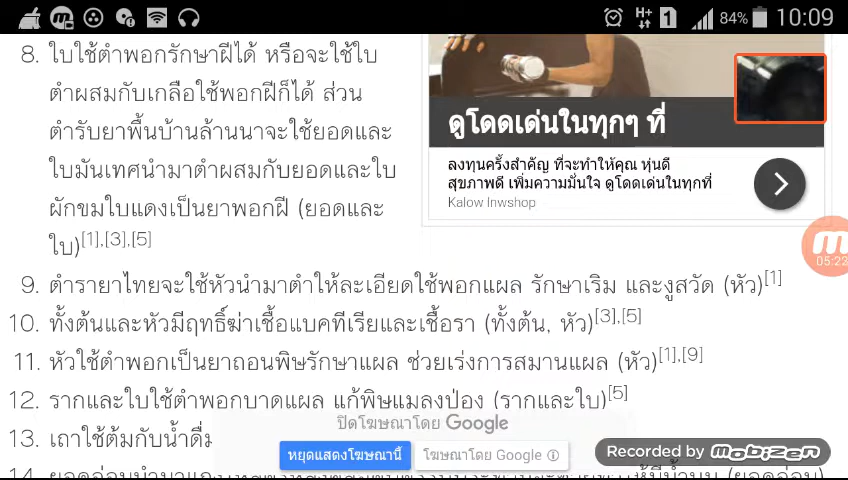 84% 10:09
8. ใบใช้ตำพอกรักษาฝีได้ หรือจะใช้ใบ
ตำผสมกับเกลือใช้พอกฝีก็ได้ ส่วน
ตำรับยาพื้นบ้านล้านนาจะใช้ยอดและ
ใบมันเทศนำมาตำผสมกับยอดและใบ
ผักขมใบแดงเป็นยาพอกฝี (ยอดและ
ใบ)[1],[3],[5]
ดูโดดเด่นในทุกๆ ที่
ลงทุนครั้งสำคัญ ที่จะทำให้คุณ หุ่นดี
สุขภาพดี เพิ่มความมั่นใจ ดูโดดเด่นในทุกที่
Kalow lnwshop
05:22
9. ตำรายาไทยจะใช้หัวนำมาตำให้ละเอียดใช้พอกแผล รักษาเริม และงูสวัด (หัว)[1]
10. ทั้งต้นและหัวมีฤทธิ์ฆ่าเชื้อแบคทีเรียและเชื้อรา (ทั้งต้น, หัว)[3],[5]
11. หัวใช้ตำพอกเป็นยาถอนพิษรักษาแผล ช่วยเร่งการสมานแผล (หัว)[1],[9]
12. รากและใบใช้ตำพอกบาดแผล แก้พิษแมลงป่อง (รากและใบ)[5]
ปิดโฆษณาโดย Google
13. เถาใช้ต้มกับน้ำดื่ม
หยุดแสดงโฆษณานี้ โฆษณาโดย Google
Recorded by mobizen
14. ยอดอ่อนนำมา (ยอดอ่อน)